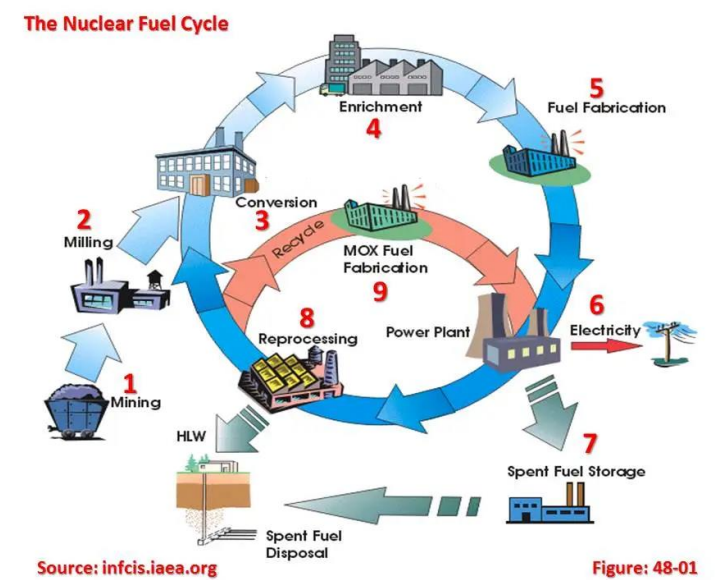 The Nuclear Fuel Cycle
Enrichment
4
5
Fuel Fabrication
Conversion
3
2
Milling
Recycle
MOX Fuel
Fabrication
9
8
Reprocessing
Power Plant
6
Electricity
1
Mining
HLW
7
Spent Fuel Storage
Spent Fuel
Disposal
Source: infcis.iaea.org
Figure: 48-01